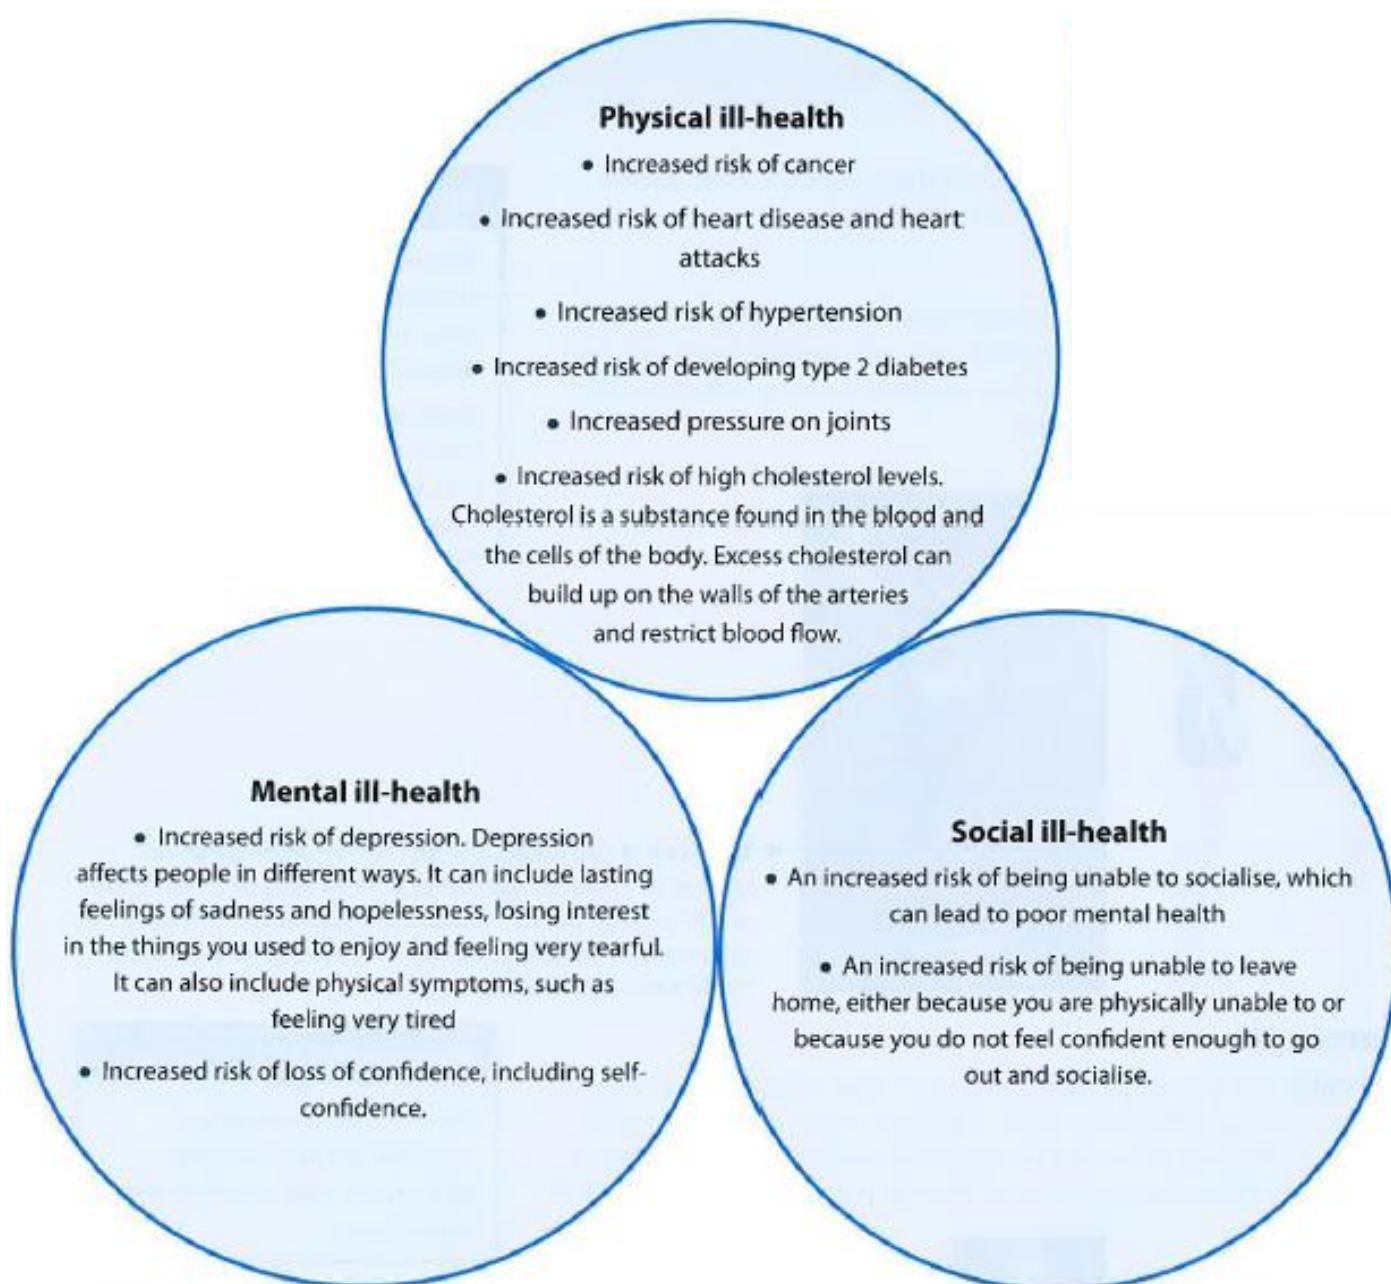 Physical ill-health
• Increased risk of cancer
• Increased risk of heart disease and heart
attacks
• Increased risk of hypertension
• Increased risk of developing type 2 diabetes
• Increased pressure on joints
• Increased risk of high cholesterol levels.
Cholesterol is a substance found in the blood and
the cells of the body. Excess cholesterol can
build up on the walls of the arteries
and restrict blood flow.
Mental ill-health
• Increased risk of depression. Depression
affects people in different ways. It can include lasting
feelings of sadness and hopelessness, losing interest
in the things you used to enjoy and feeling very tearful.
It can also include physical symptoms, such as
feeling very tired
• Increased risk of loss of confidence, including self-
confidence.
Social ill-health
• An increased risk of being unable to socialise, which
can lead to poor mental health
• An increased risk of being unable to leave
home, either because you are physically unable to or
because you do not feel confident enough to go
out and socialise.